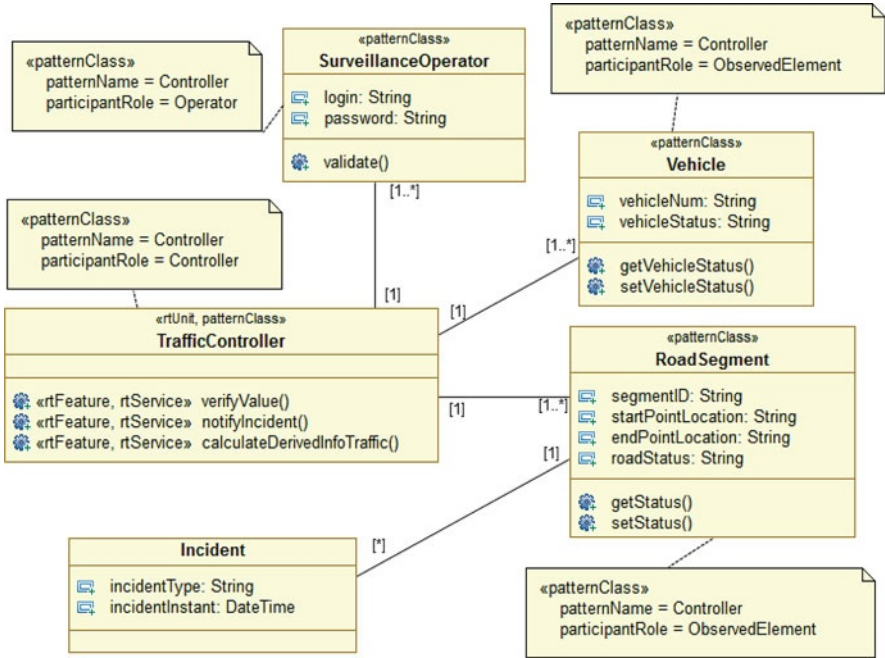 «patternClass»
patternName = Controller
participantRole = Operator
«patternClass»
SurveillanceOperator
login: String
password: String
validate()
«patternClass»
patternName = Controller
participantRole = ObservedElement
«patternClass»
Vehicle
vehicleNum: String
vehicleStatus: String
getVehicleStatus()
setVehicleStatus()
[1..*]
[1..*]
[1]
[1]
«patternClass»
patternName = Controller
participantRole = Controller
«rtUnit, patternClass»
TrafficController
«rtFeature, rtService» verifyValue()
«rtFeature, rtService» notifyIncident()
«rtFeature, rtService» calculateDerivedInfoTraffic()
[1]
[1..*]
«patternClass»
RoadSegment
segmentID: String
startPointLocation: String
endPointLocation: String
roadStatus: String
getStatus()
setStatus()
[1]
[*]
Incident
incidentType: String
incidentInstant: DateTime
«patternClass»
patternName = Controller
participantRole = ObservedElement